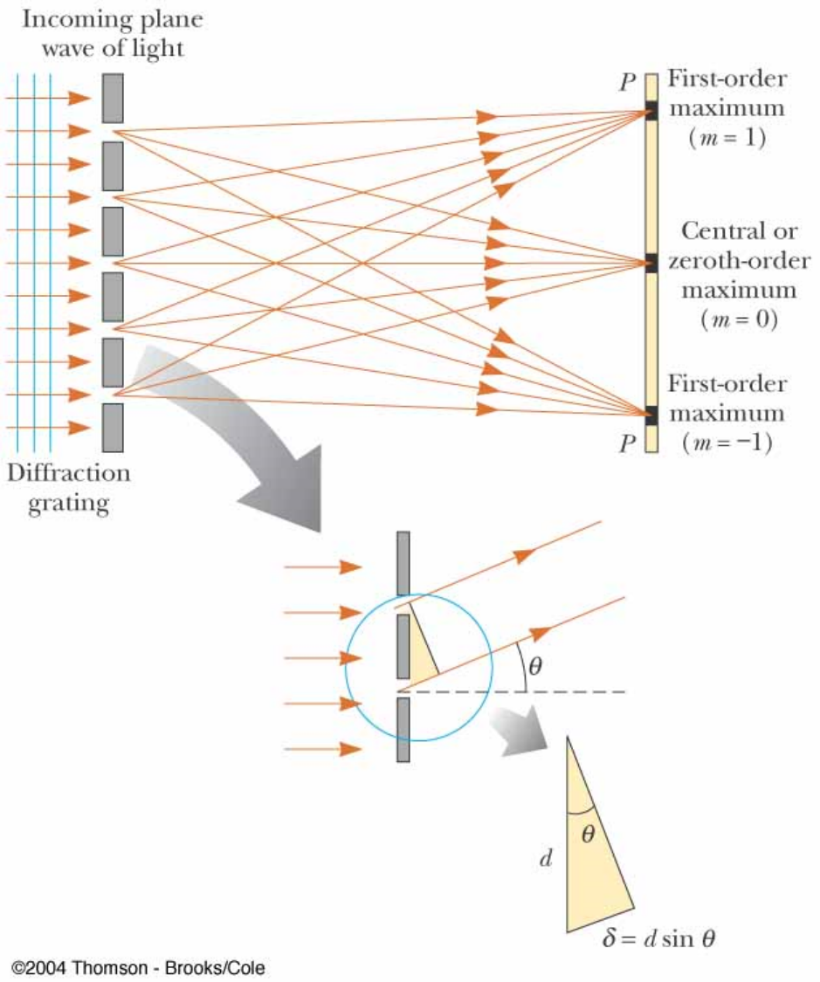 Incoming plane
wave of light
P
First-order
maximum
(m = 1)
Central or
zeroth-order
maximum
(m = 0)
First-order
maximum
(m = −1)
P
Diffraction
grating
θ
θ
d
δ = d sin θ
©2004 Thomson - Brooks/Cole